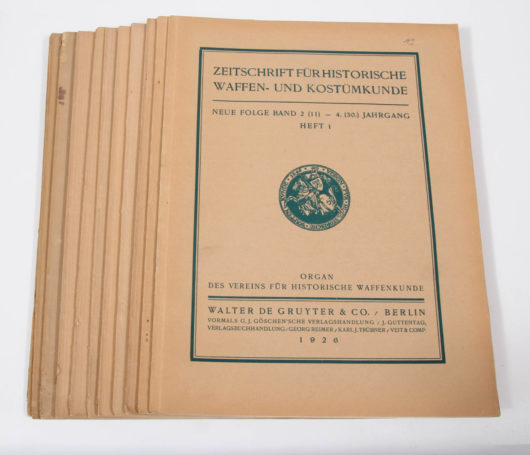 ZEITSCHRIFT FÜR HISTORISCHE
WAFFEN- UND KOSTÜMKUNDE
NEUE FOLGE BAND 2 (11) — 4. (30.) JAHRGANG
HEFT 1
ORGAN
DES VEREINS FÜR HISTORISCHE WAFFENKUNDE
WALTER DE GRUYTER & CO. / BERLIN
VORMALS G. J. GÖSCHEN'SCHE VERLAGSHANDLUNG / J. GUTTENTAG,
VERLAGSBUCHHANDLUNG / GEORG REIMER / KARL J. TRÜBNER / VEIT & COMP.
1926